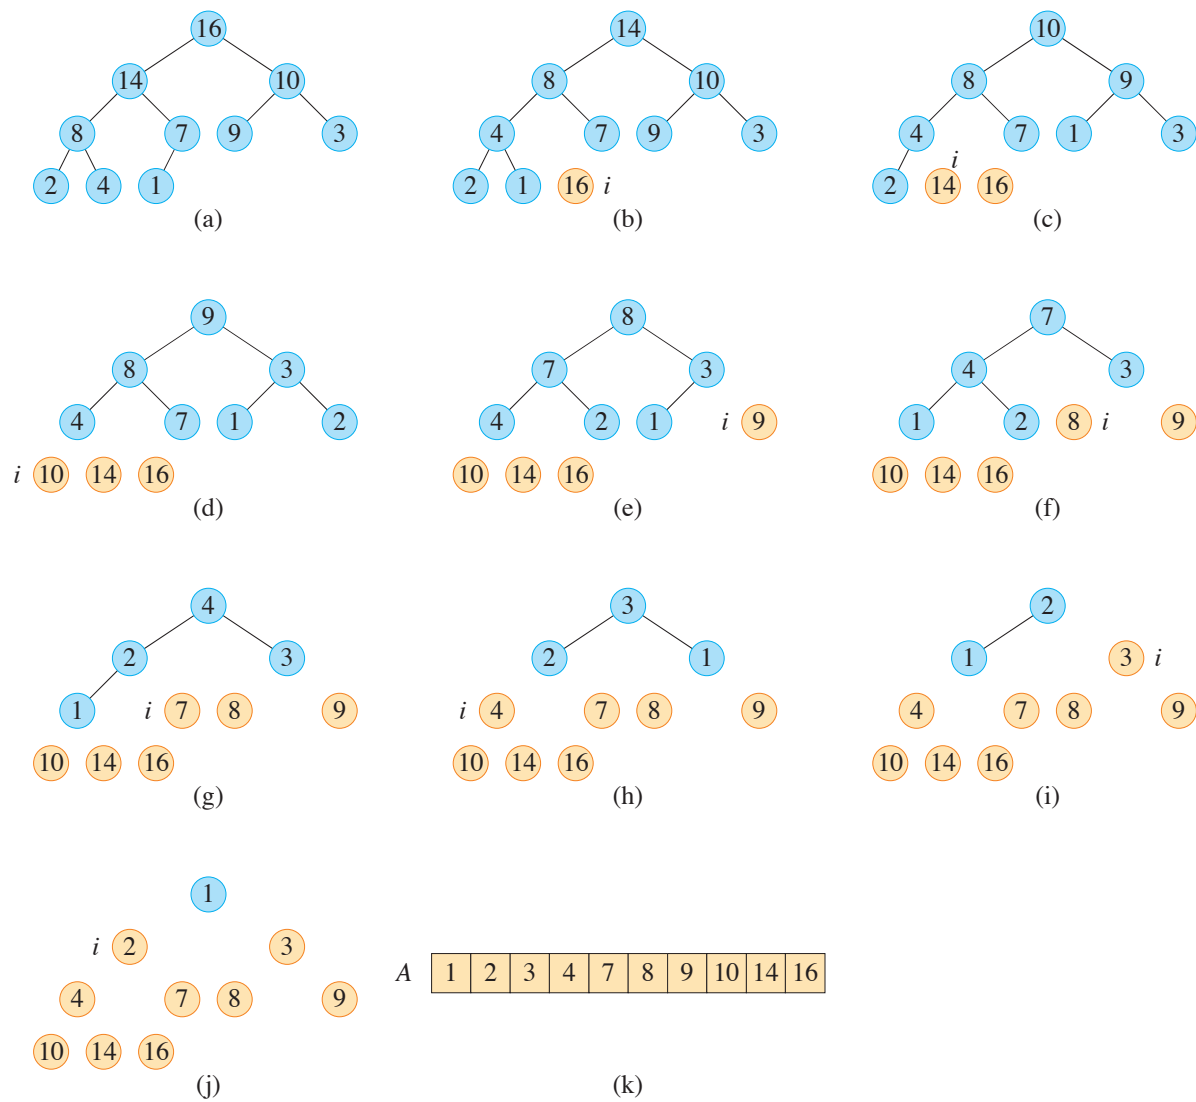 16 14 10
14 10 8 10 8 9
8 7 9 3 4 7 9 3 4 7 1 3
i
2 4 1 2 1 16 i 2 14 16
(a) (b) (c)
9 8 7
8 3 7 3 4 3
4 7 1 2 4 2 1 i 9 1 2 8 i 9
i 10 14 16 10 14 16 10 14 16
(d) (e) (f)
4 3 2
2 3 2 1 1 3 i
1 i 7 8 9 i 4 7 8 9 4 7 8 9
10 14 16 10 14 16 10 14 16
(g) (h) (i)
1
i 2 3
A 1 2 3 4 7 8 9 10 14 16
4 7 8 9
10 14 16
(j) (k)